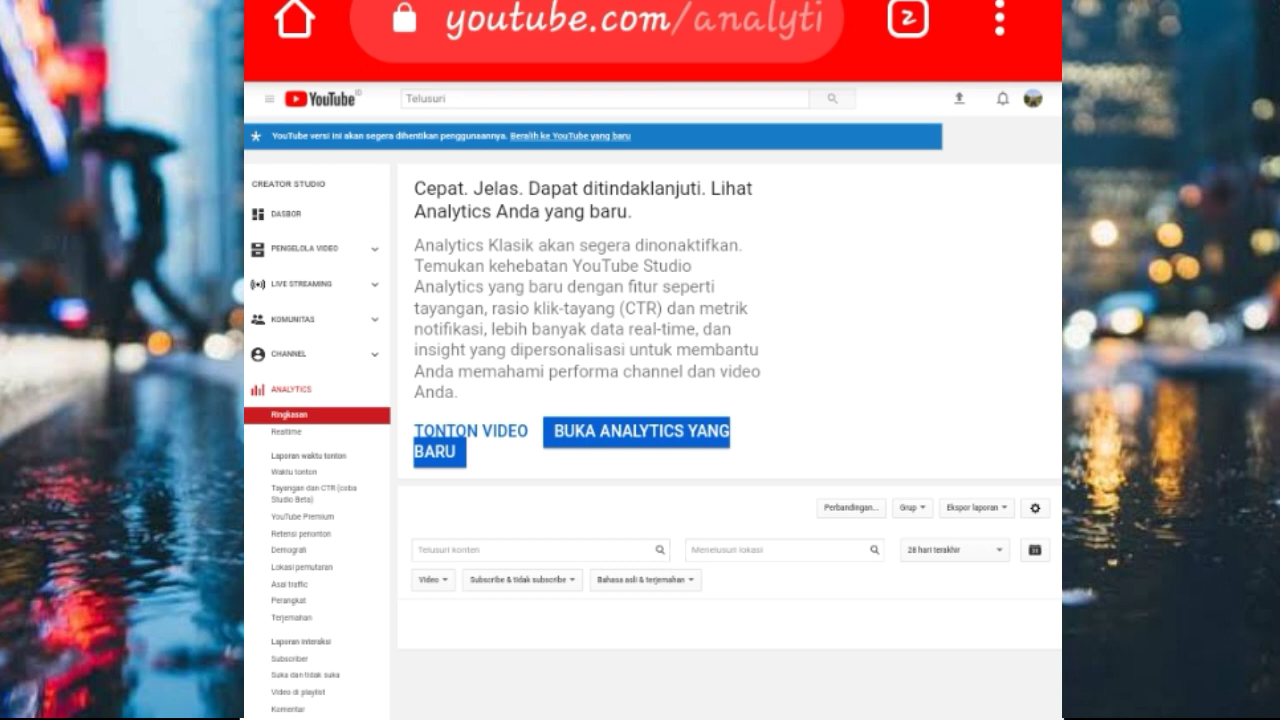 youtube.com/analyti
2
YouTube ID
Telusuri
YouTube versi ini akan segera dihentikan penggunaannya. Beralih ke YouTube yang baru
CREATOR STUDIO
DASBOR
PENGELOLA VIDEO
LIVE STREAMING
KOMUNITAS
CHANNEL
ANALYTICS
Ringkasan
Realtime
Laporan waktu tonton
Waktu tonton
Tayangan dan CTR (coba
Studio Beta)
YouTube Premium
Retensi penonton
Demografi
Lokasi pemutaran
Asal traffic
Perangkat
Terjemahan
Laporan interaksi
Subscriber
Suka dan tidak suka
Video di playlist
Komentar
Cepat. Jelas. Dapat ditindaklanjuti. Lihat
Analytics Anda yang baru.
Analytics Klasik akan segera dinonaktifkan.
Temukan kehebatan YouTube Studio
Analytics yang baru dengan fitur seperti
tayangan, rasio klik-tayang (CTR) dan metrik
notifikasi, lebih banyak data real-time, dan
insight yang dipersonalisasi untuk membantu
Anda memahami performa channel dan video
Anda.
TONTON VIDEO BUKA ANALYTICS YANG
BARU
Perbandingan... Grup Ekspor laporan
Telusuri konten Menelusuri lokasi 28 hari terakhir
Video Subscribe & tidak subscribe Bahasa asli & terjemahan